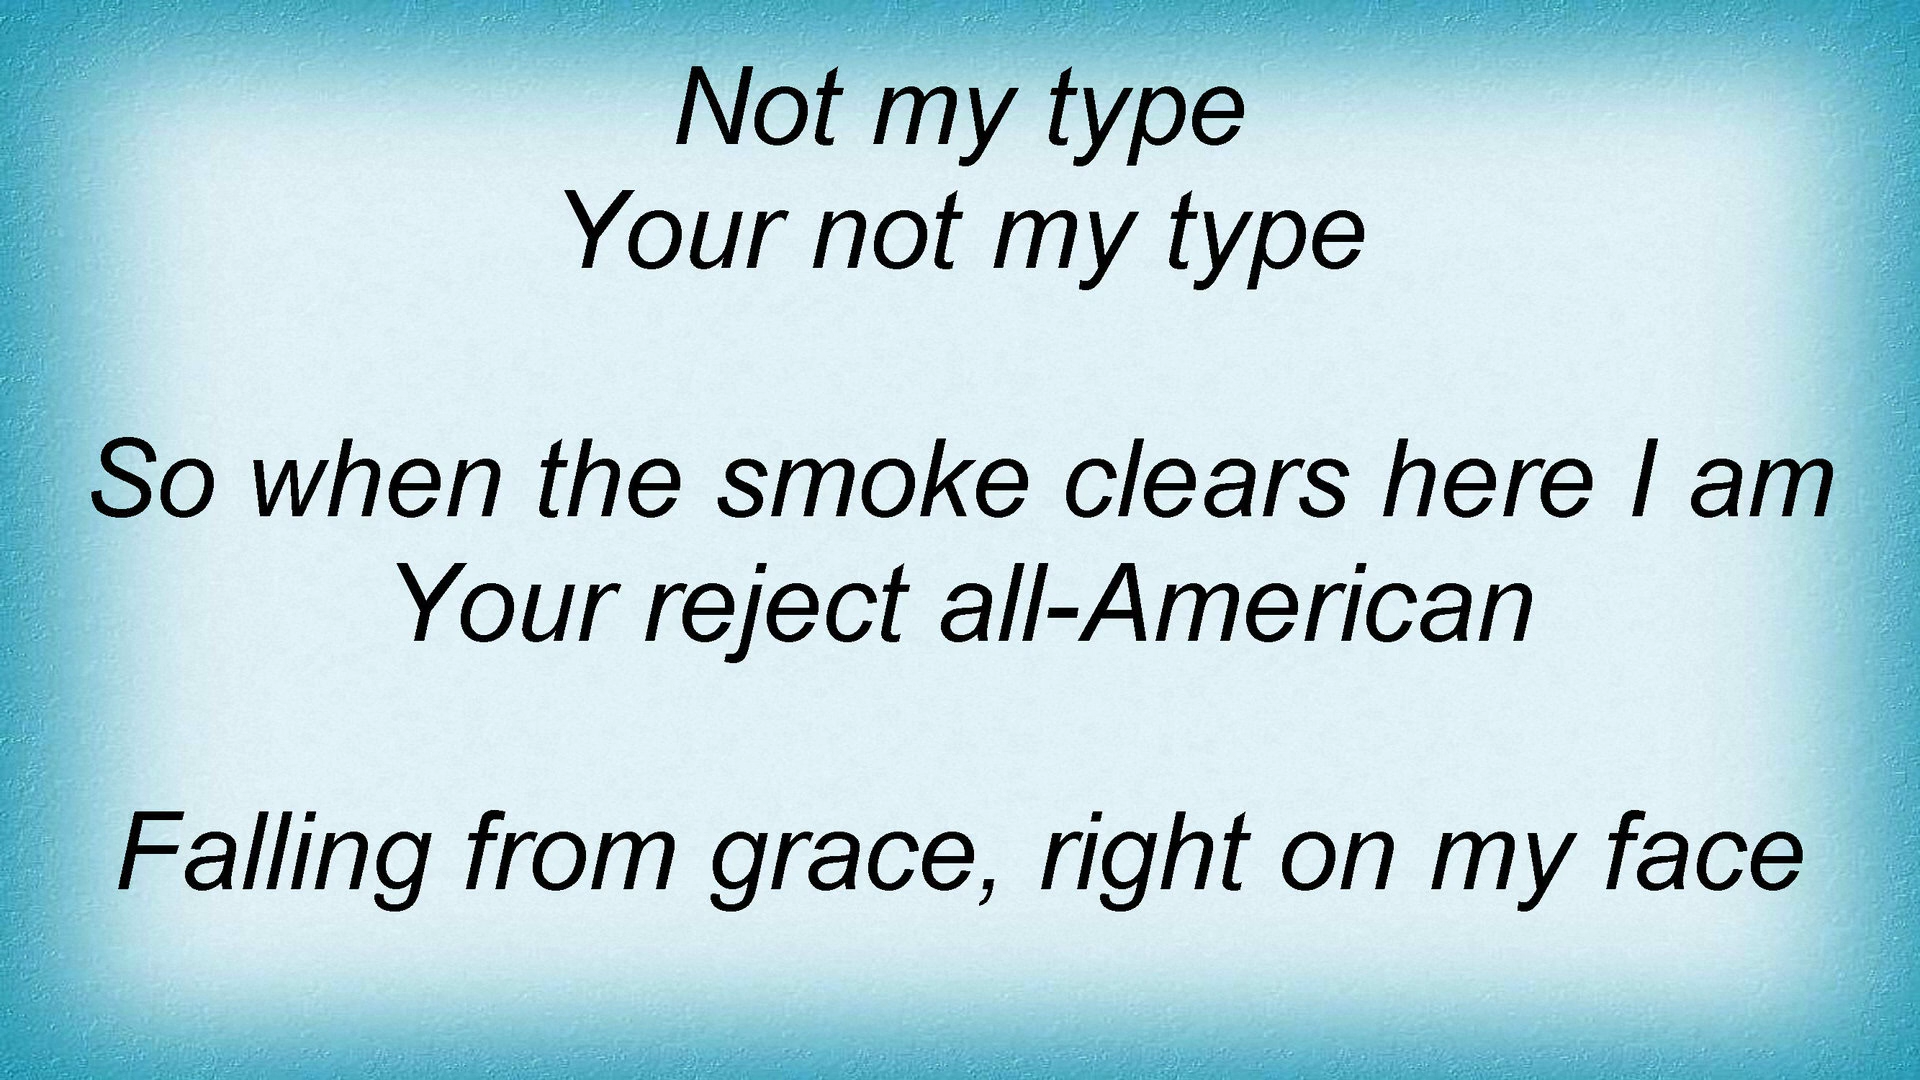 Not my type
Your not my type
So when the smoke clears here I am
Your reject all-American
Falling from grace, right on my face